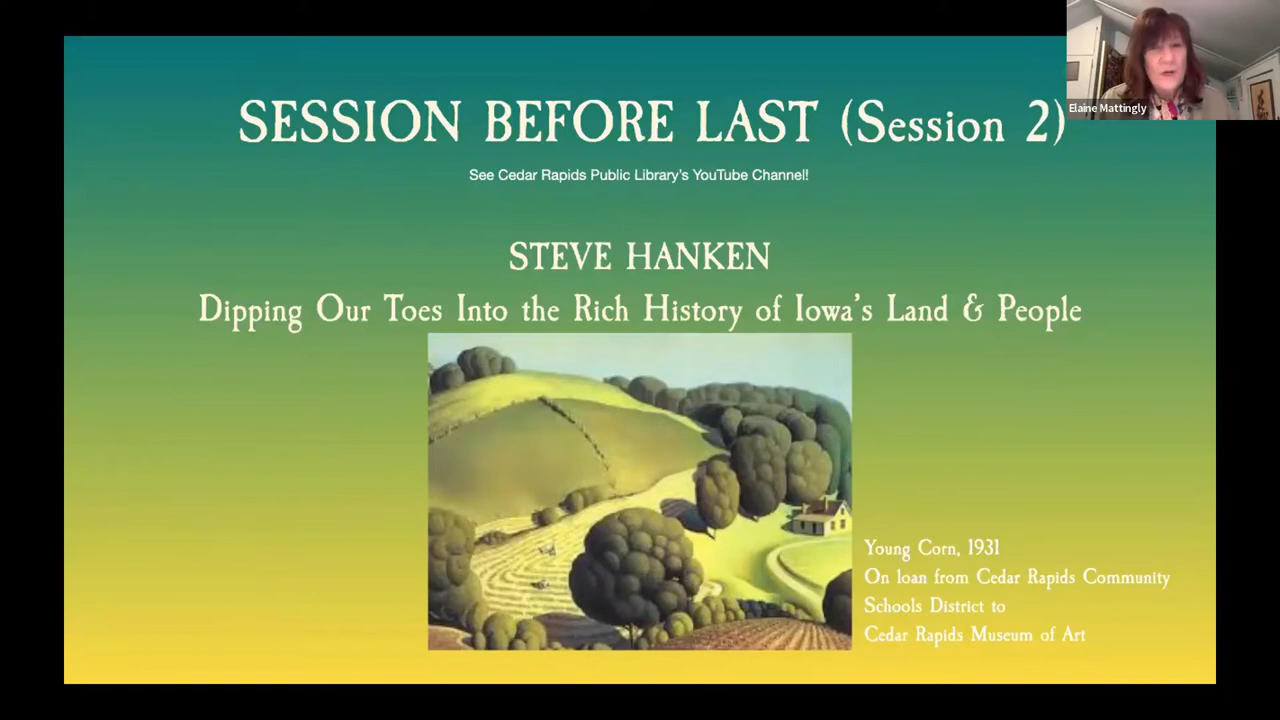 SESSION BEFORE LAST (Session 2)
Elaine Mattingly
See Cedar Rapids Public Library's YouTube Channel!
STEVE HANKEN
Dipping Our Toes Into the Rich History of Iowa's Land & People
Young Corn, 1931
On loan from Cedar Rapids Community
Schools District to
Cedar Rapids Museum of Art